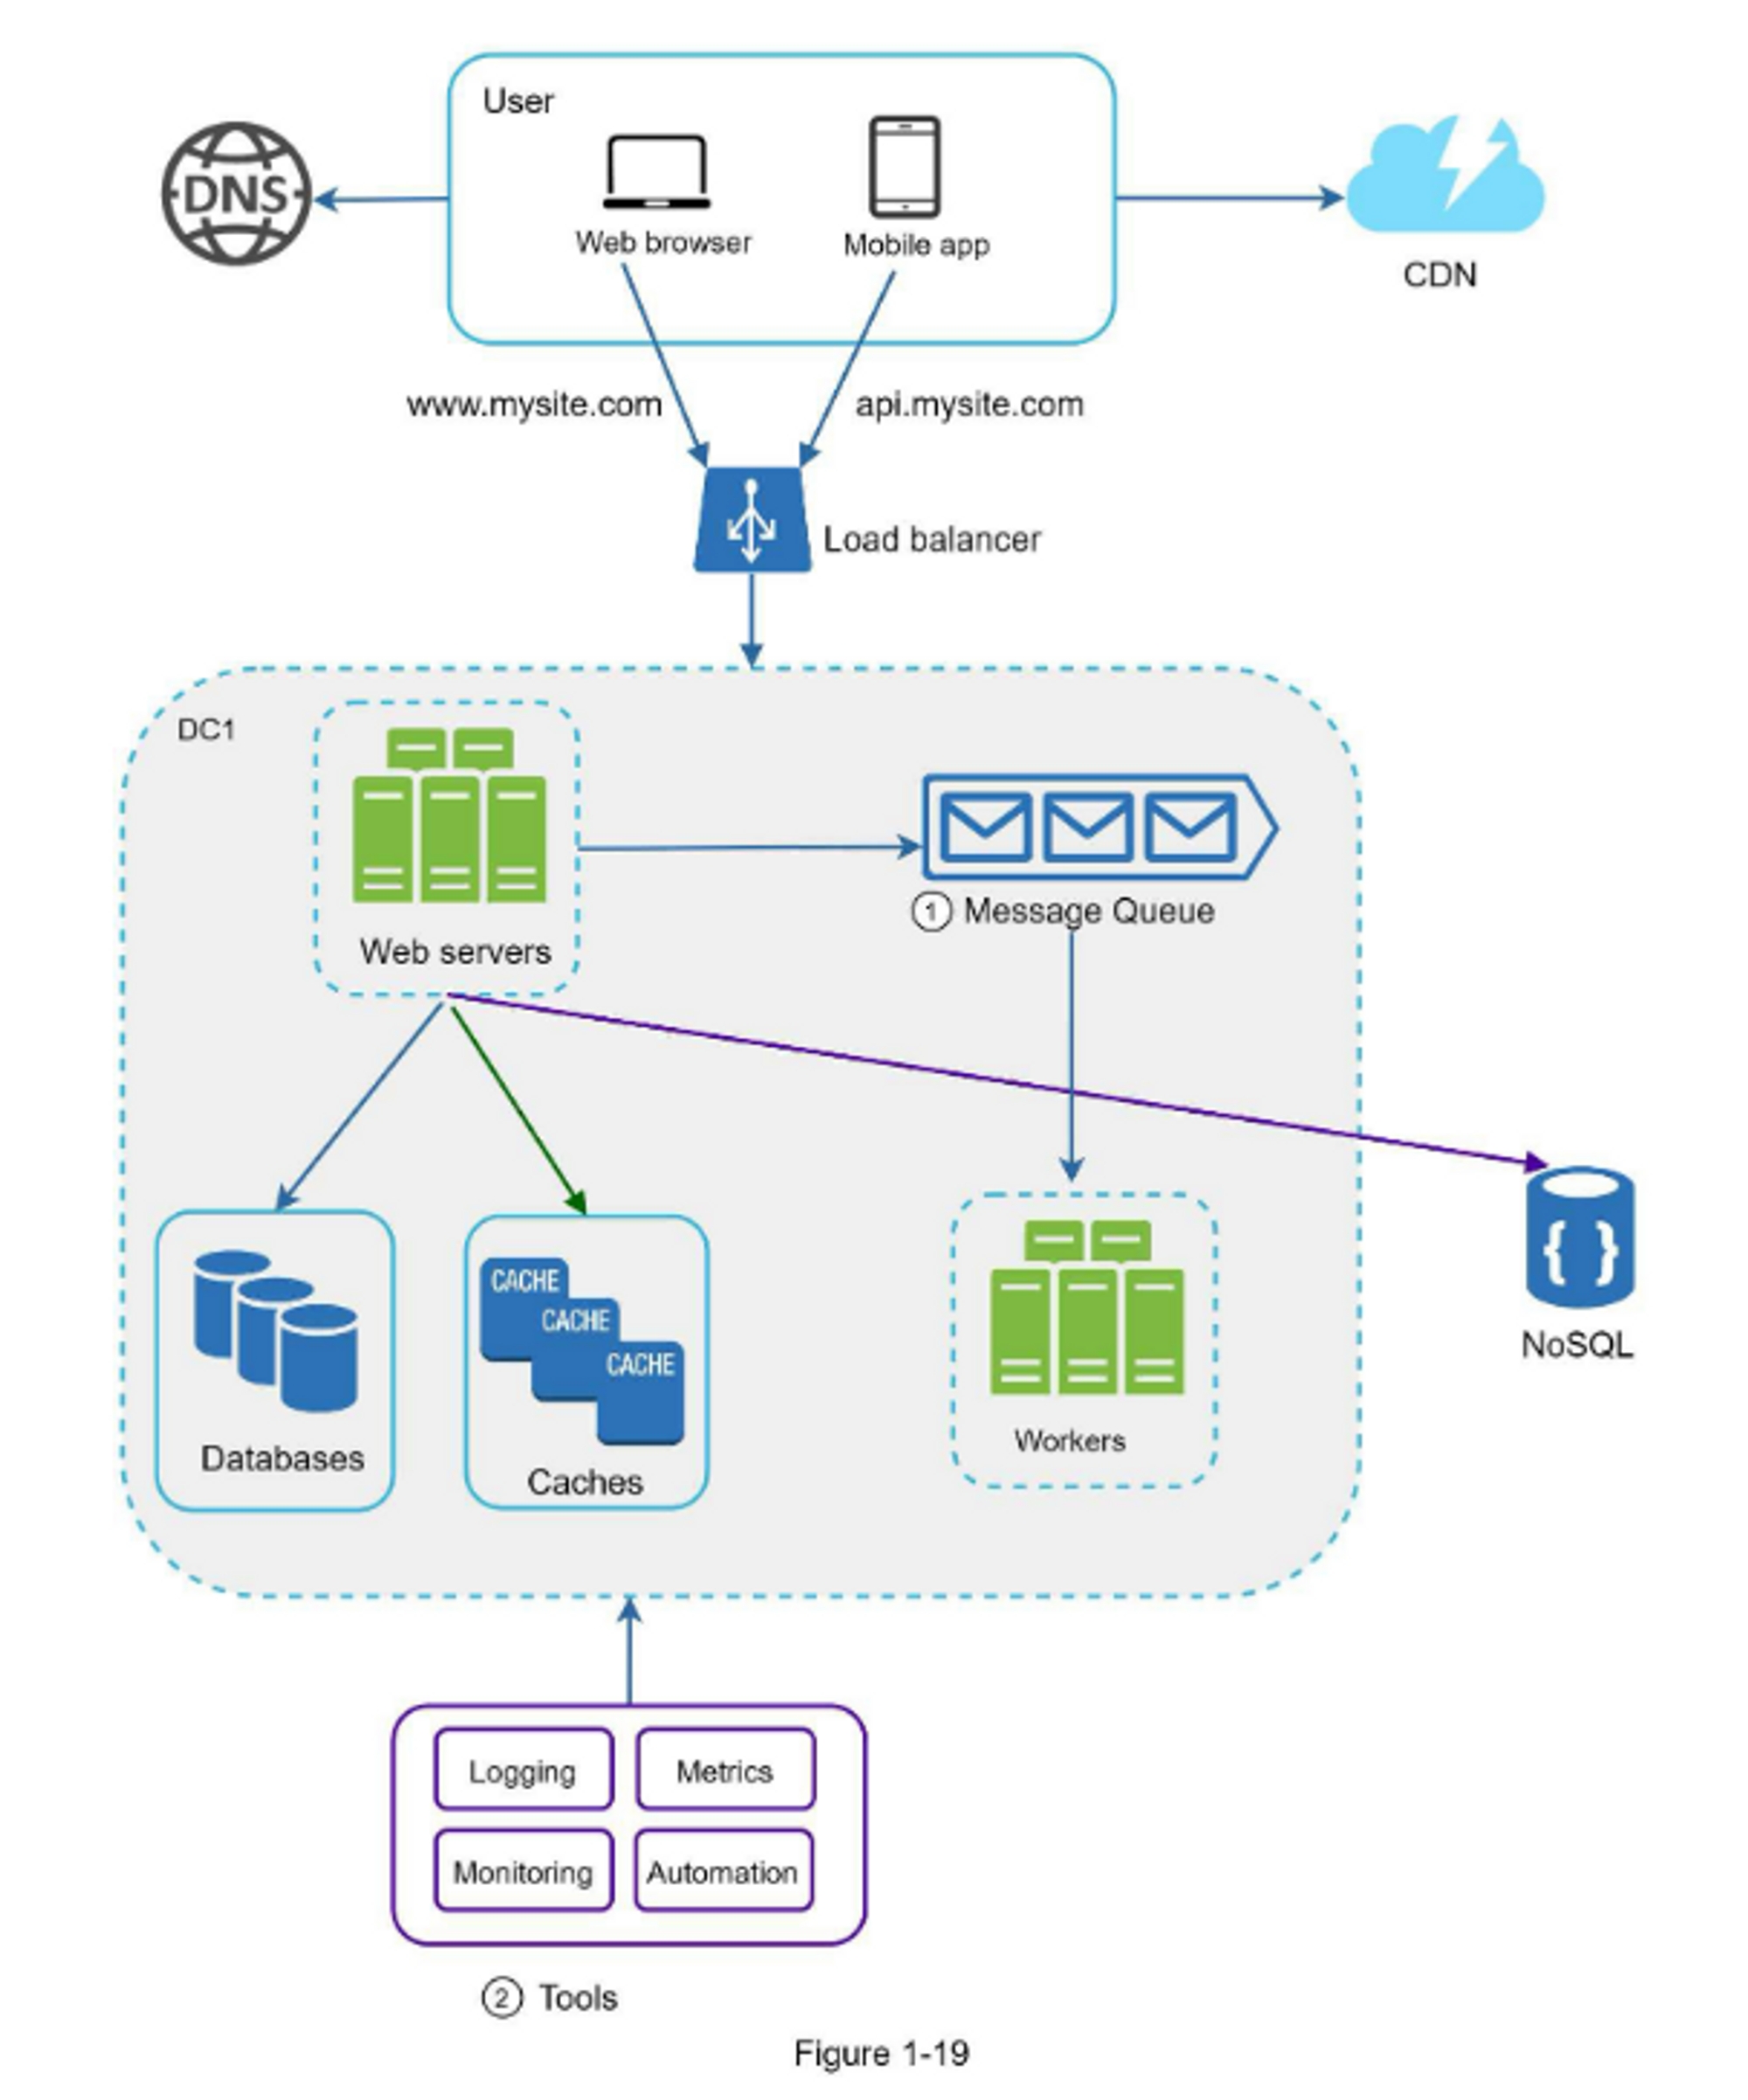 User
DNS
Web browser
Mobile app
CDN
www.mysite.com
api.mysite.com
Load balancer
DC1
Web servers
1 Message Queue
CACHE
CACHE
CACHE
Databases
Caches
Workers
NoSQL
Logging
Metrics
Monitoring
Automation
2 Tools
Figure 1-19